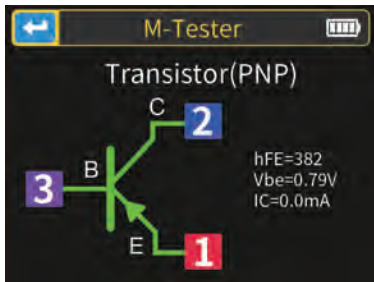 M-Tester
Transistor(PNP)
C
2
hFE=382
B
Vbe=0.79V
3
IC=0.0mA
E
1